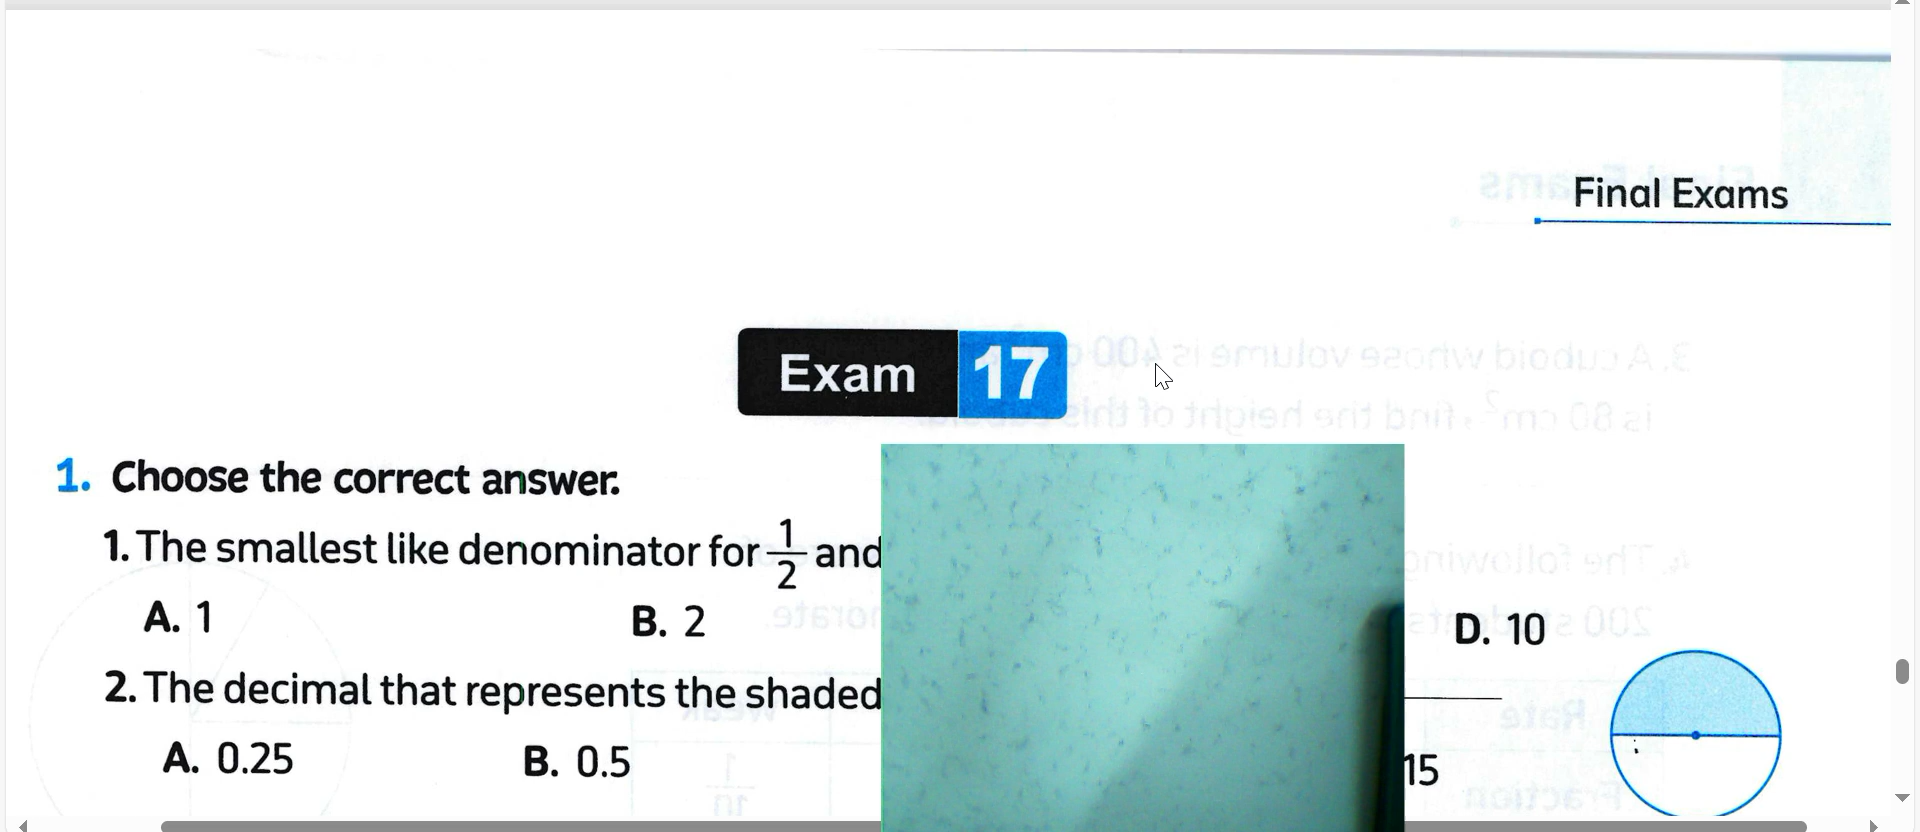 Final Exams
Exam 17
1. Choose the correct answer.
1. The smallest like denominator for 1/2 and
A. 1 B. 2 D. 10
2. The decimal that represents the shaded
A. 0.25 B. 0.5 15